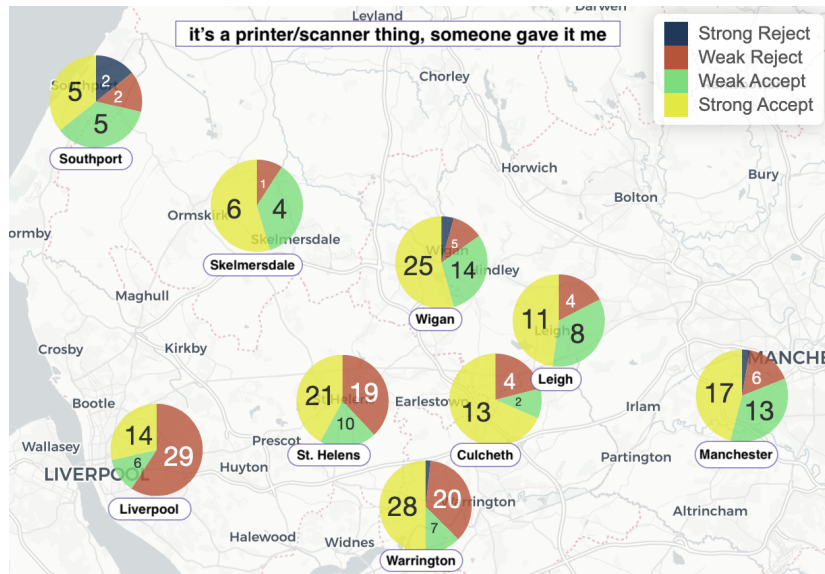 Leyland
Darwen
it's a printer/scanner thing, someone gave it me
Strong Reject
Weak Reject
Weak Accept
Strong Accept
Chorley
2
5
2
5
Southport
Horwich
Bury
Bolton
1
6
4
Ormskirk
Skelmersdale
Skelmersdale
ormby
5
25
14
Wigan
Hindley
Wigan
Maghull
4
11
8
Leigh
Leigh
Crosby
Kirkby
MANCHE
6
17
13
Manchester
21
19
10
St Helens
St. Helens
Earlestown
4
2
13
Culcheth
Irlam
Bootle
14
6
29
Wallasey
LIVERPOOL
Liverpool
Prescot
Huyton
Partington
20
28
7
Warrington
Warrington
Altrincham
Halewood
Widnes